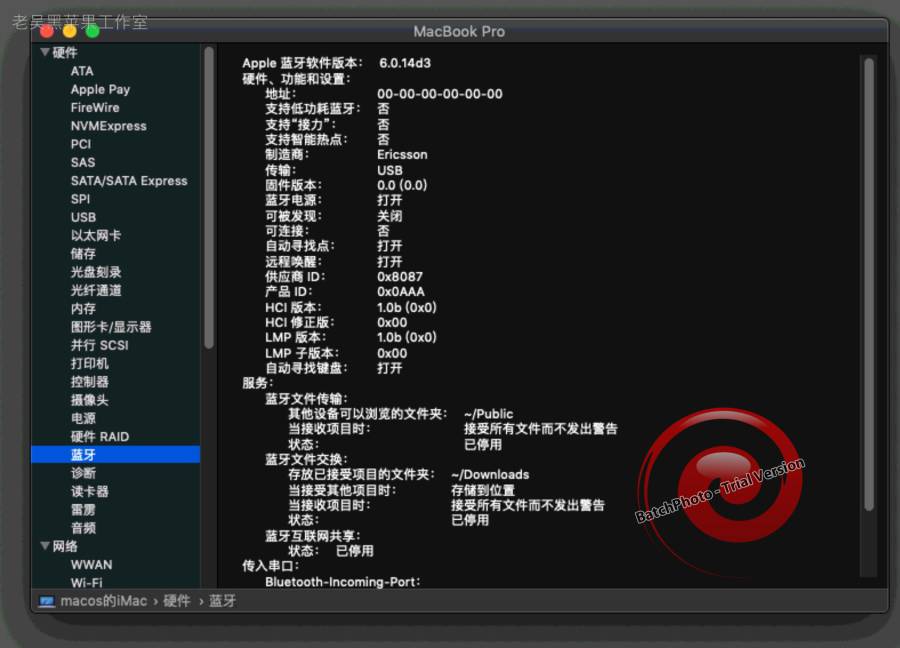 老吴黑苹果工作室
MacBook Pro
硬件
ATA
Apple Pay
FireWire
NVMExpress
PCI
SAS
SATA/SATA Express
SPI
USB
以太网卡
储存
光盘刻录
光纤通道
内存
图形卡/显示器
并行 SCSI
打印机
控制器
摄像头
电源
硬件 RAID
蓝牙
诊断
读卡器
雷雳
音频
网络
WWAN
Wi-Fi
Apple 蓝牙软件版本： 6.0.14d3
硬件、功能和设置：
地址： 00-00-00-00-00-00
支持低功耗蓝牙： 否
支持“接力”： 否
支持智能热点： 否
制造商： Ericsson
传输： USB
固件版本： 0.0 (0.0)
蓝牙电源： 打开
可被发现： 关闭
可连接： 否
自动寻找点： 打开
远程唤醒： 打开
供应商 ID： 0x8087
产品 ID： 0x0AAA
HCI 版本： 1.0b (0x0)
HCI 修正版： 0x00
LMP 版本： 1.0b (0x0)
LMP 子版本： 0x00
自动寻找键盘： 打开
服务：
蓝牙文件传输：
其他设备可以浏览的文件夹： ~/Public
当接收项目时： 接受所有文件而不发出警告
状态： 已停用
蓝牙文件交换：
存放已接受项目的文件夹： ~/Downloads
当接受其他项目时： 存储到位置
当接收项目时： 接受所有文件而不发出警告
状态： 已停用
蓝牙互联网共享：
状态： 已停用
传入串口：
Bluetooth-Incoming-Port：
BatchPhoto - Trial Version
macos的iMac › 硬件 › 蓝牙